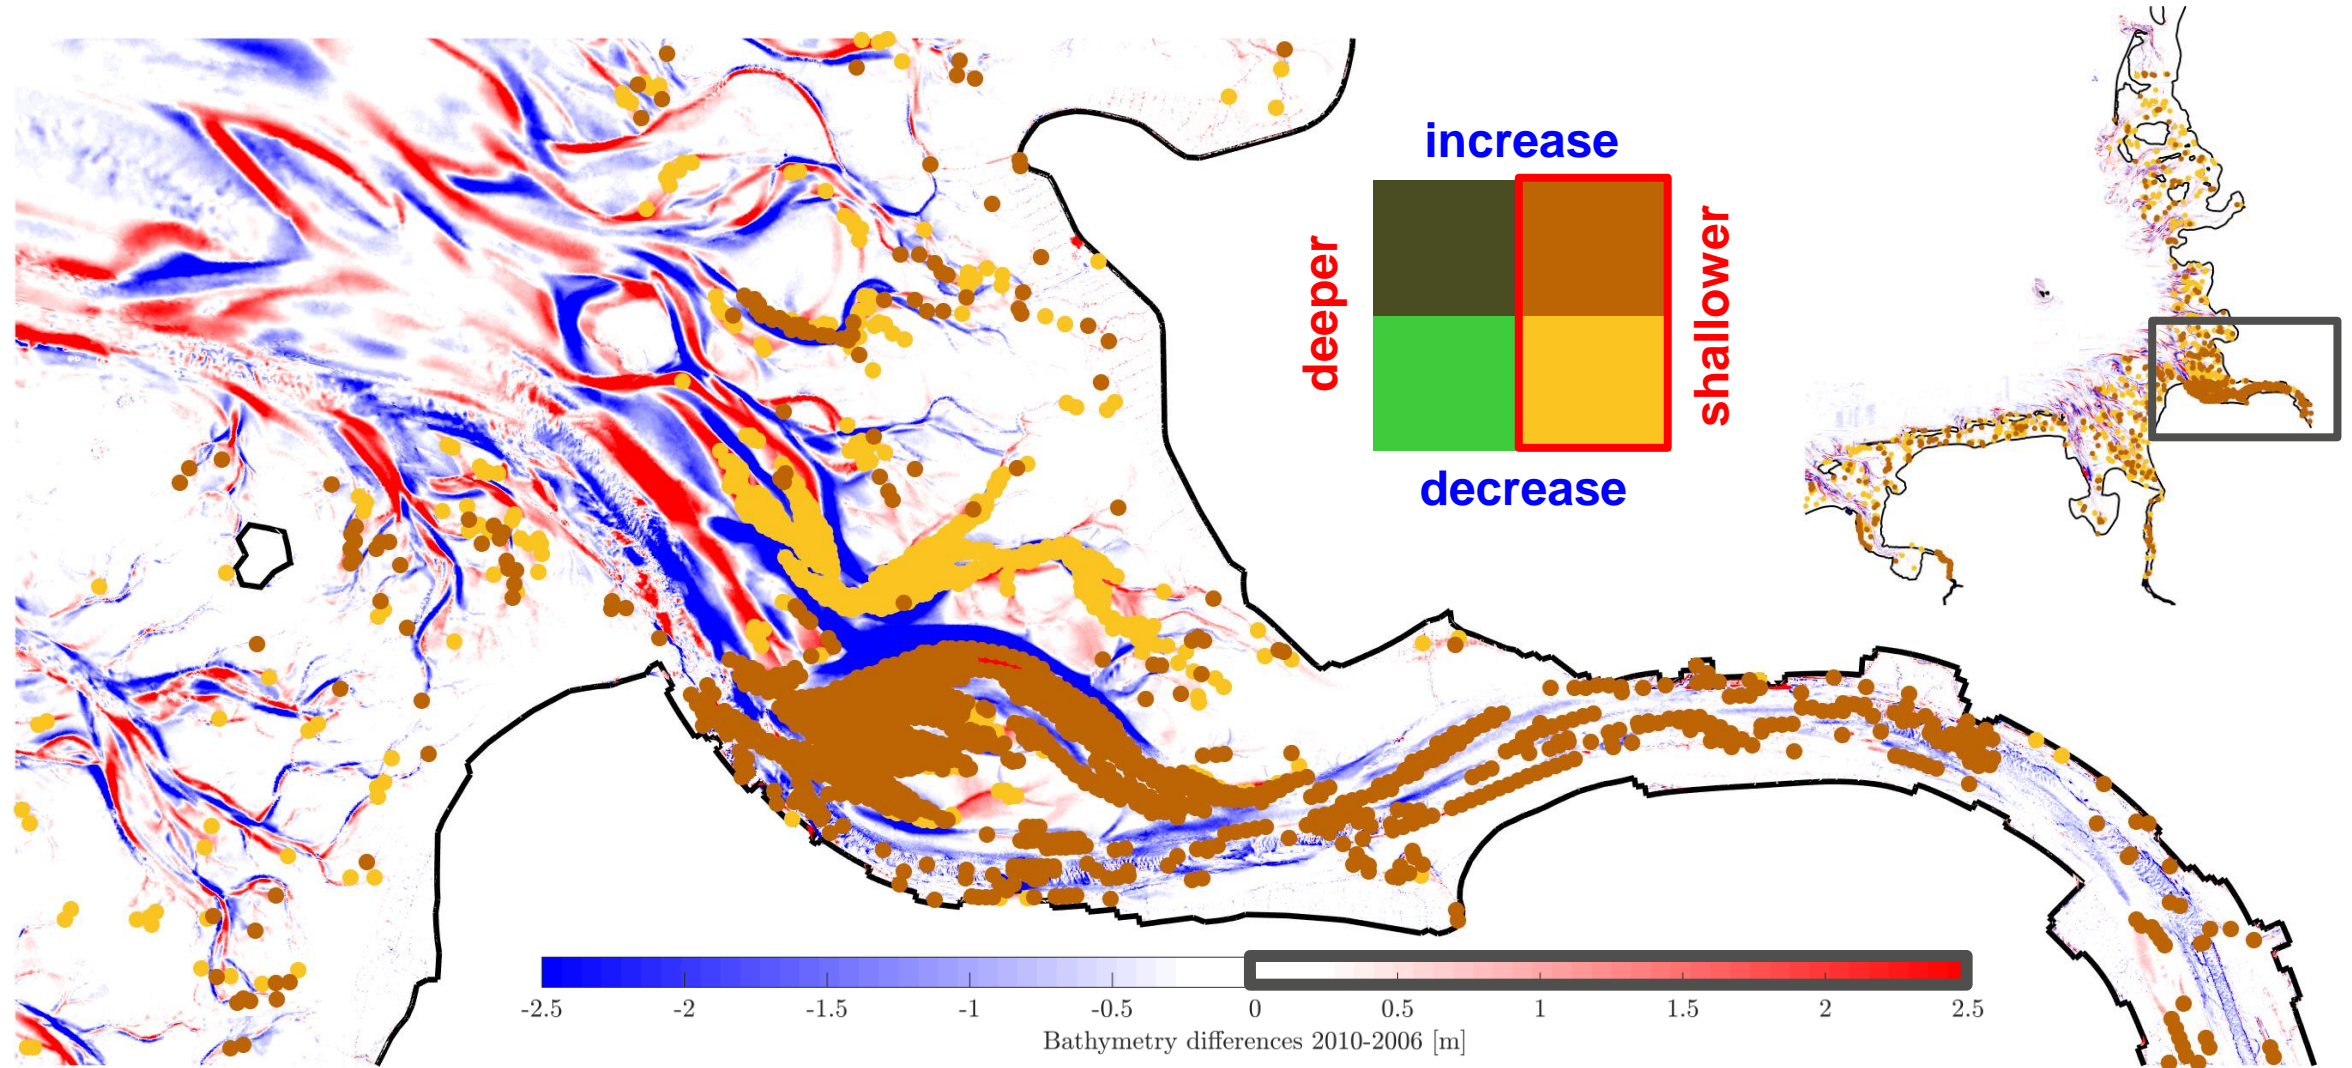 increase
deeper
shallower
decrease
-2.5 -2 -1.5 -1 -0.5 0 0.5 1 1.5 2 2.5
Bathymetry differences 2010-2006 [m]